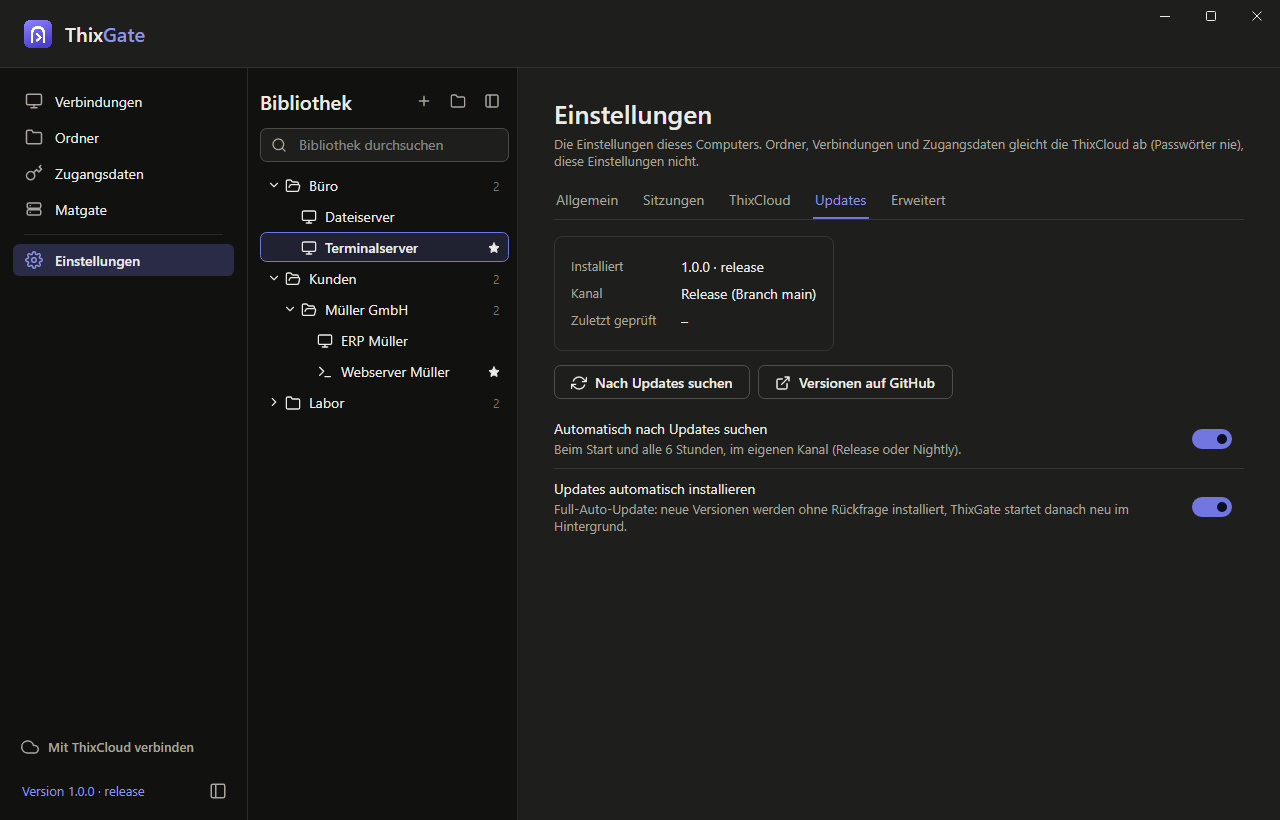 ThixGate
Verbindungen
Ordner
Zugangsdaten
Matgate
Einstellungen
Mit ThixCloud verbinden
Version 1.0.0 · release
Bibliothek
Bibliothek durchsuchen
Büro 2
Dateiserver
Terminalserver
Kunden 2
Müller GmbH 2
ERP Müller
Webserver Müller
Labor 2
Einstellungen
Die Einstellungen dieses Computers. Ordner, Verbindungen und Zugangsdaten gleicht die ThixCloud ab (Passwörter nie),
diese Einstellungen nicht.
Allgemein Sitzungen ThixCloud Updates Erweitert
Installiert 1.0.0 · release
Kanal Release (Branch main)
Zuletzt geprüft –
Nach Updates suchen Versionen auf GitHub
Automatisch nach Updates suchen
Beim Start und alle 6 Stunden, im eigenen Kanal (Release oder Nightly).
Updates automatisch installieren
Full-Auto-Update: neue Versionen werden ohne Rückfrage installiert, ThixGate startet danach neu im
Hintergrund.